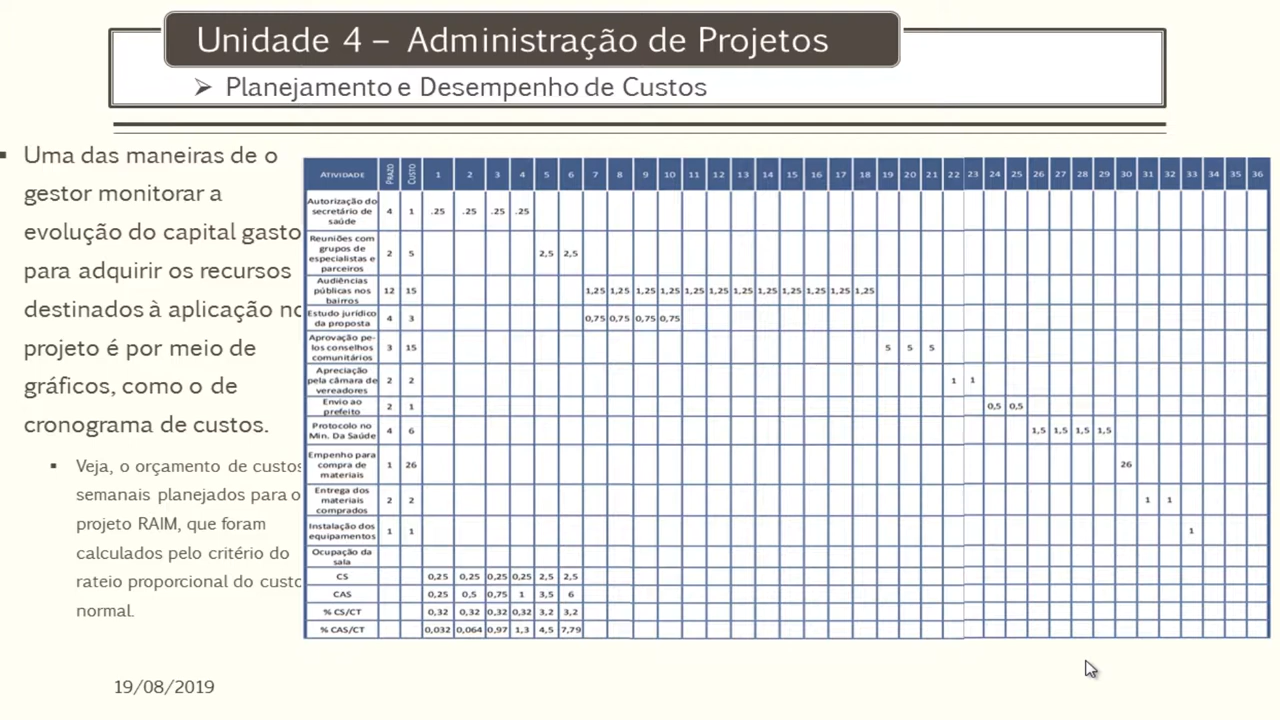 Unidade 4 – Administração de Projetos
➢ Planejamento e Desempenho de Custos
▪ Uma das maneiras de o
gestor monitorar a
evolução do capital gasto
para adquirir os recursos
destinados à aplicação no
projeto é por meio de
gráficos, como o de
cronograma de custos.
▪ Veja, o orçamento de custos
semanais planejados para o
projeto RAIM, que foram
calculados pelo critério do
rateio proporcional do custo
normal.
ATIVIDADE PRAZO CUSTO 1 2 3 4 5 6 7 8 9 10 11 12 13 14 15 16 17 18 19 20 21 22 23 24 25 26 27 28 29 30 31 32 33 34 35 36
Autorização do
secretário de
saúde
4 1 .25 .25 .25 .25
Reuniões com
grupos de
especialistas e
parceiros
2 5 2,5 2,5
Audiências
públicas nos
bairros
12 15 1,25 1,25 1,25 1,25 1,25 1,25 1,25 1,25 1,25 1,25 1,25 1,25
Estudo jurídico
da proposta
4 3 0,75 0,75 0,75 0,75
Aprovação pe-
los conselhos
comunitários
3 15 5 5 5
Apreciação
pela câmara de
vereadores
2 2 1 1
Envio ao
prefeito
2 1 0,5 0,5
Protocolo no
Min. Da Saúde
4 6 1,5 1,5 1,5 1,5
Empenho para
compra de
materiais
1 26 26
Entrega dos
materiais
comprados
2 2 1 1
Instalação dos
equipamentos
1 1 1
Ocupação da
sala
CS 0,25 0,25 0,25 0,25 2,5 2,5
CAS 0,25 0,5 0,75 1 3,5 6
% CS/CT 0,32 0,32 0,32 0,32 3,2 3,2
% CAS/CT 0,032 0,064 0,97 1,3 4,5 7,79
19/08/2019